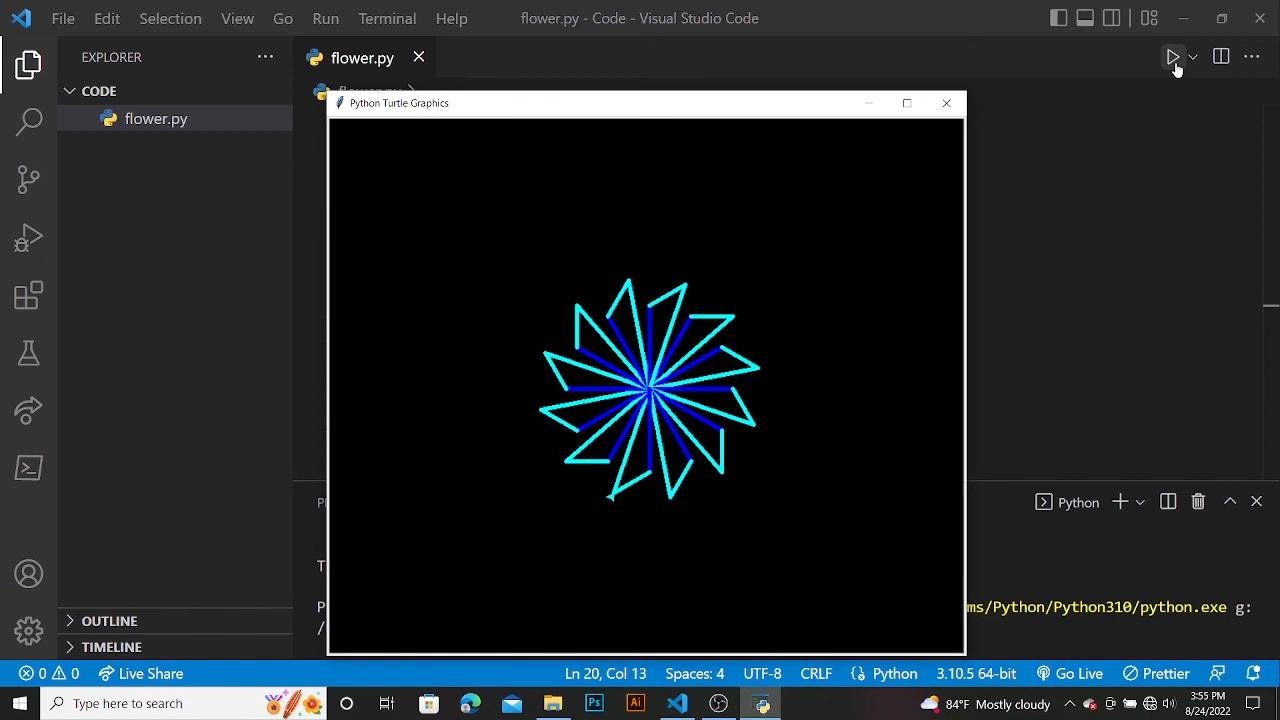 File Edit Selection View Go Run Terminal Help flower.py - Code - Visual Studio Code
EXPLORER
flower.py
CODE
flower.py
Python Turtle Graphics
Python
T
P ms/Python/Python310/python.exe g:
/
OUTLINE
TIMELINE
0 0 Live Share Ln 20, Col 13 Spaces: 4 UTF-8 CRLF {} Python 3.10.5 64-bit Go Live Prettier
Type here to search Ps Ai 84°F Mostly cloudy 3:55 PM
8/24/2022